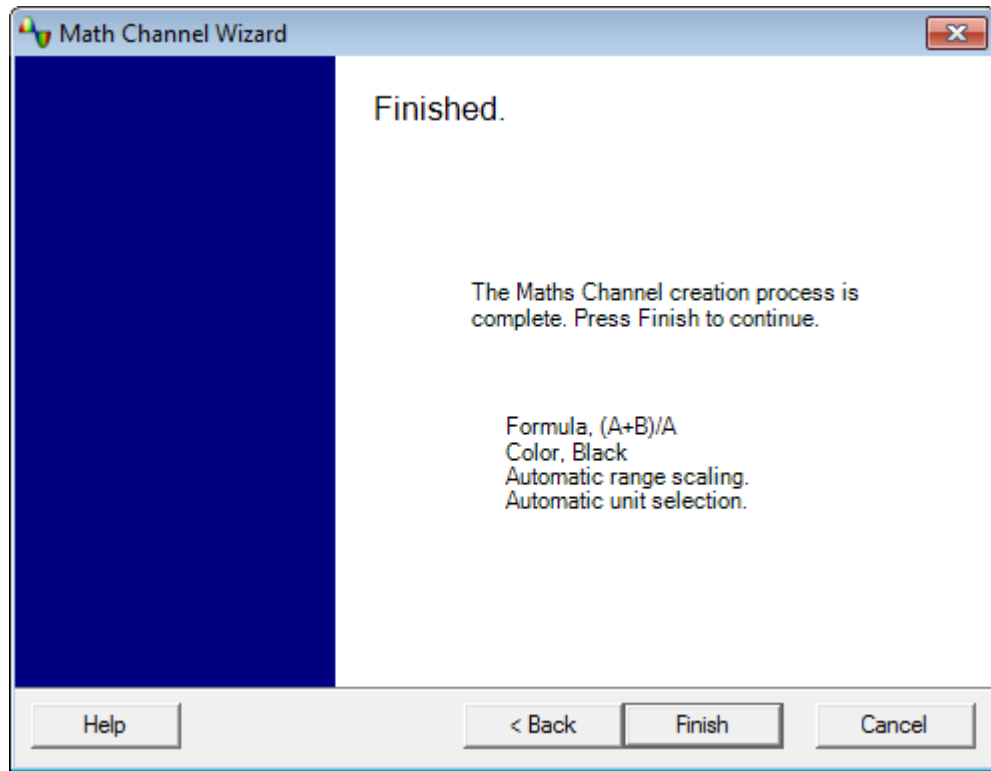 Math Channel Wizard
Finished.
The Maths Channel creation process is
complete. Press Finish to continue.
Formula, (A+B)/A
Color, Black
Automatic range scaling.
Automatic unit selection.
Help
< Back
Finish
Cancel